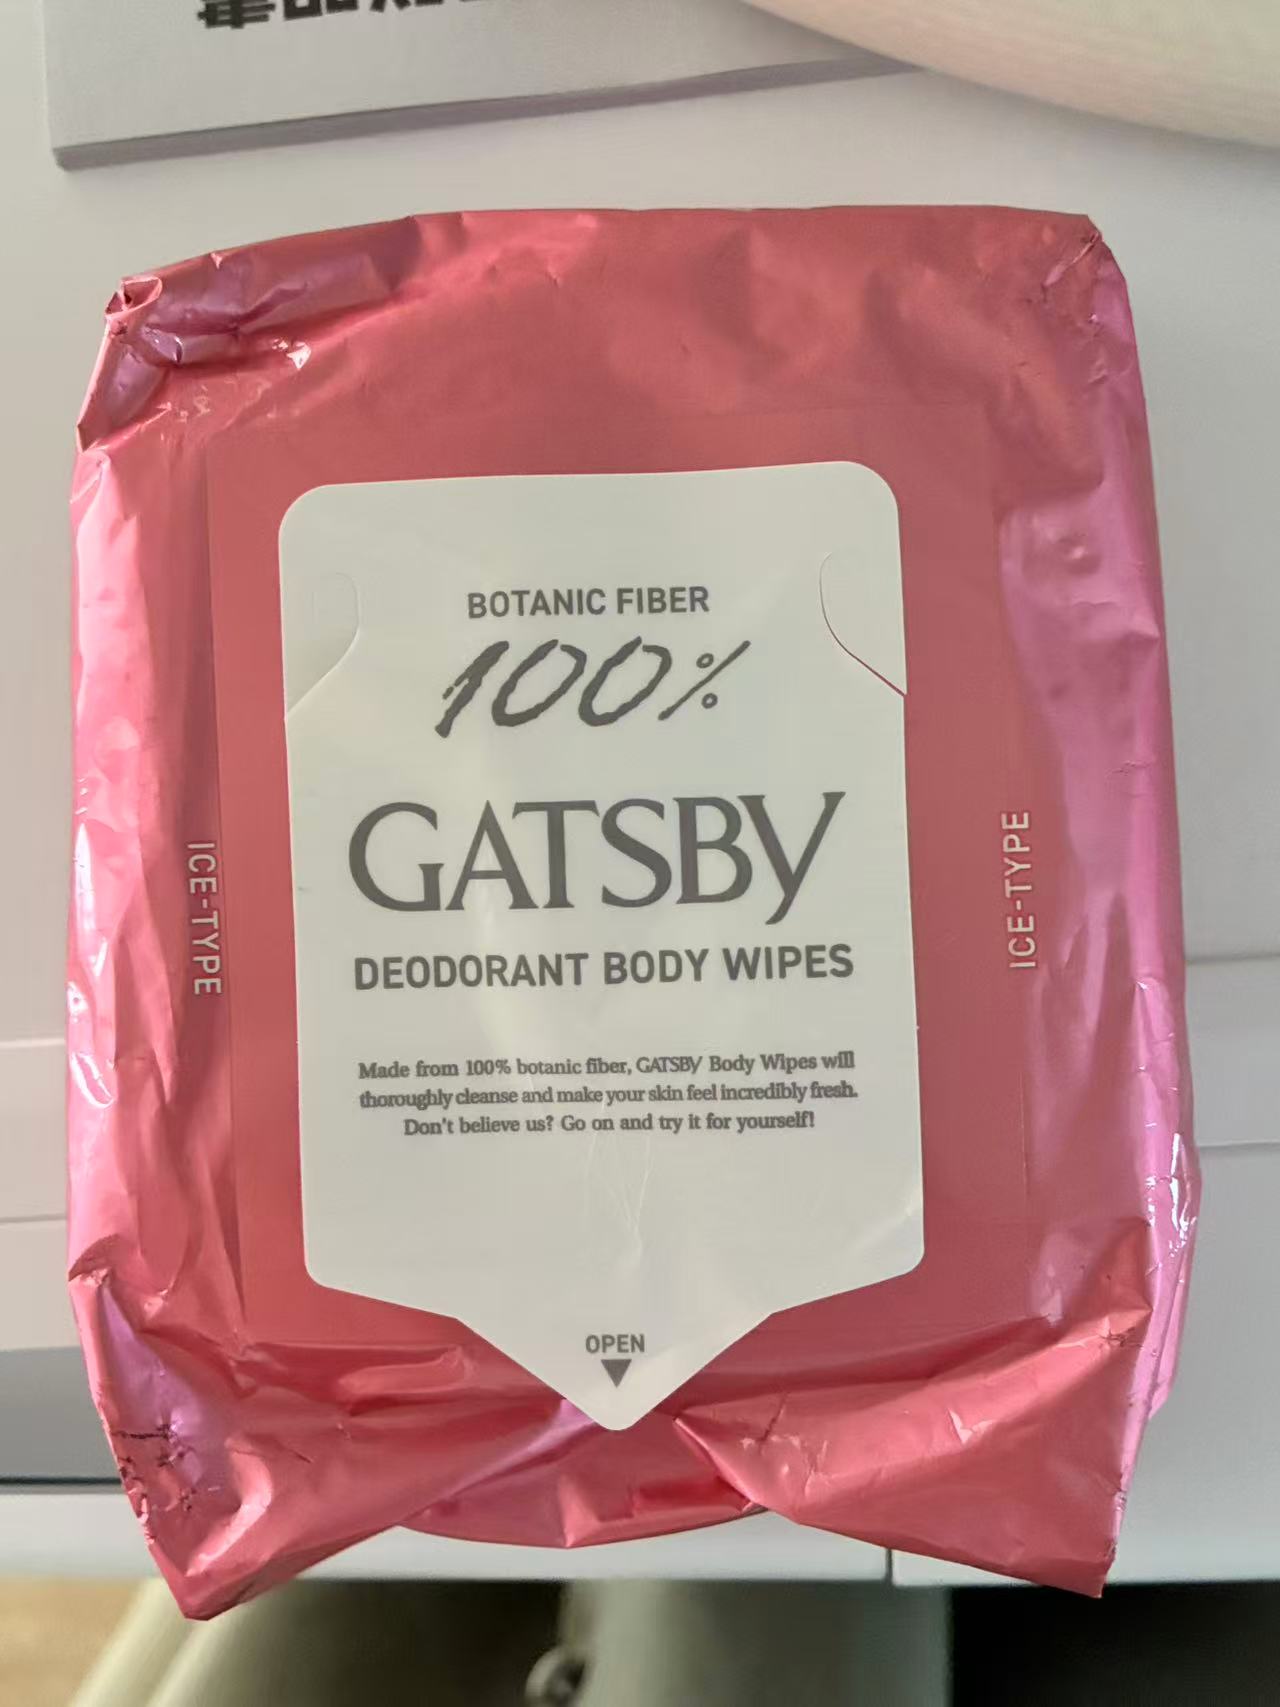 BOTANIC FIBER
100%
GATSBY
DEODORANT BODY WIPES
Made from 100% botanic fiber, GATSBY Body Wipes will
thoroughly cleanse and make your skin feel incredibly fresh.
Don't believe us? Go on and try it for yourself!
OPEN
ICE-TYPE
ICE-TYPE